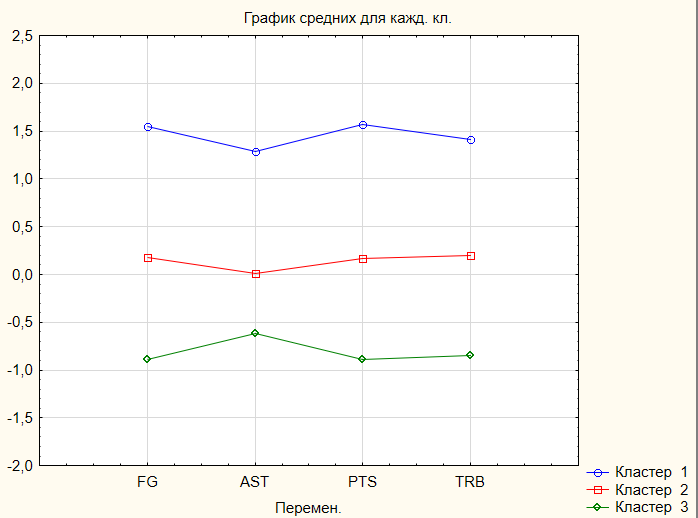 График средних для кажд. кл.
2,5
2,0
1,5
1,0
0,5
0,0
-0,5
-1,0
-1,5
-2,0
FG AST PTS TRB
Перемен.
Кластер 1
Кластер 2
Кластер 3